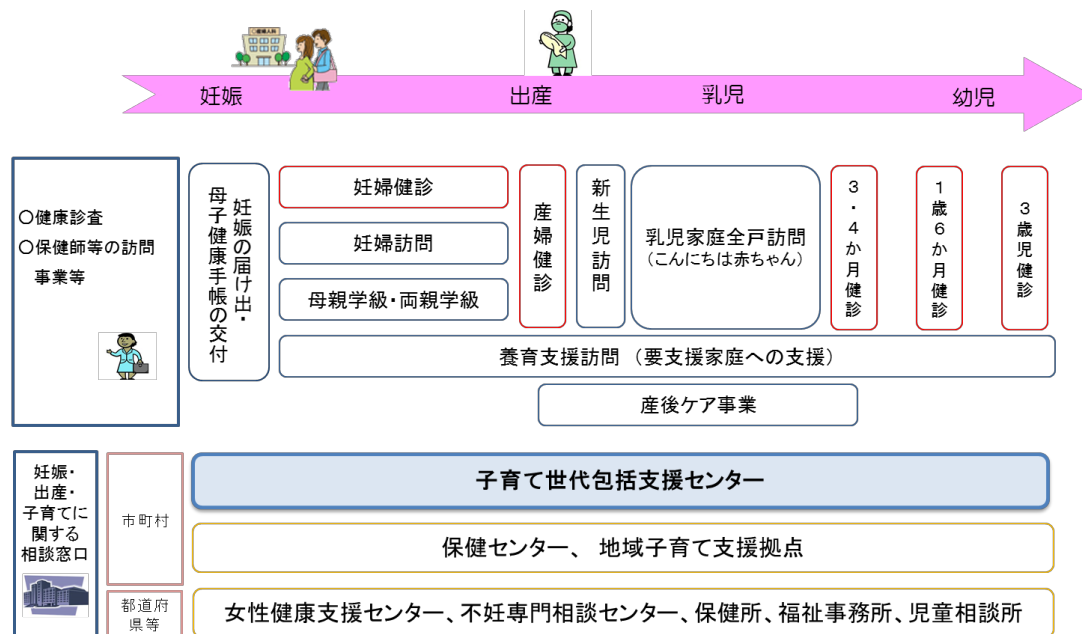 産婦人科
妊娠
出産
乳児
幼児
○健康診査
○保健師等の訪問
事業等
妊娠の届け出・
母子健康手帳の交付
妊婦健診
妊婦訪問
母親学級・両親学級
産婦健診
新生児訪問
乳児家庭全戸訪問
(こんにちは赤ちゃん)
3・4か月健診
1歳6か月健診
3歳児健診
養育支援訪問 (要支援家庭への支援)
産後ケア事業
妊娠・
出産・
子育てに
関する
相談窓口
市町村
子育て世代包括支援センター
保健センター、 地域子育て支援拠点
都道府
県等
女性健康支援センター、不妊専門相談センター、保健所、福祉事務所、児童相談所